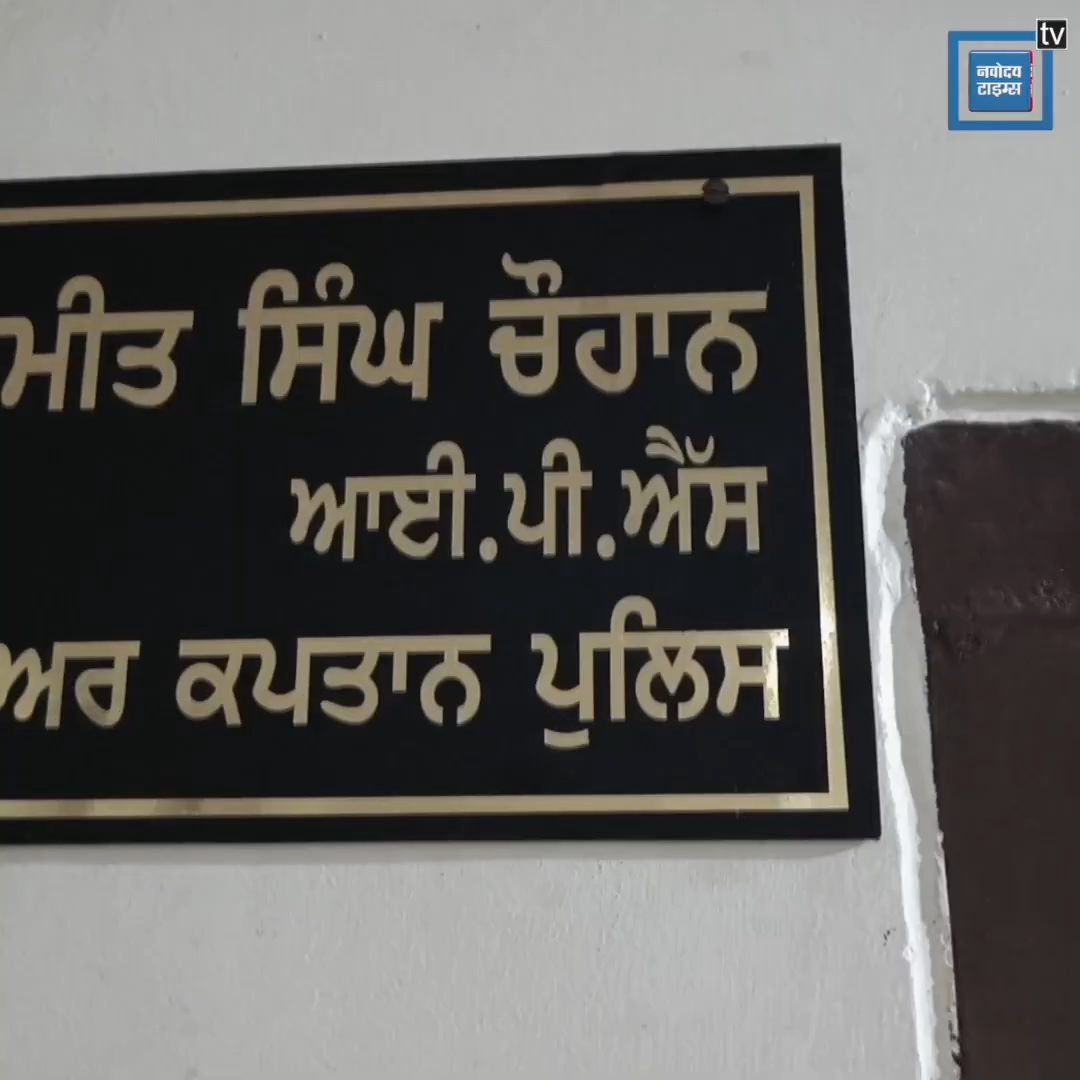 tv
नवोदय
टाइम्स
ਮੀਤ ਸਿੰਘ ਚੌਹਾਨ
ਆਈ.ਪੀ.ਐੱਸ
ਅਰ ਕਪਤਾਨ ਪੁਲਿਸ